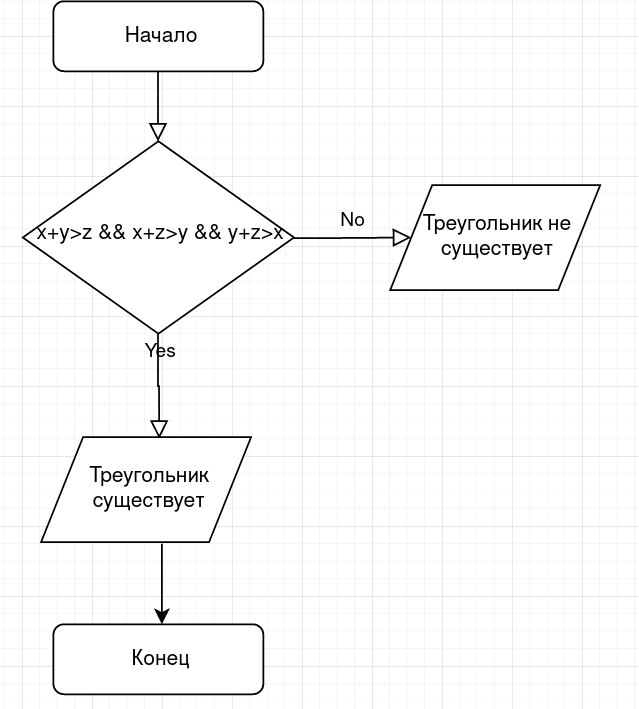 Начало
x+y>z && x+z>y && y+z>x
No
Треугольник не
существует
Yes
Треугольник
существует
Конец